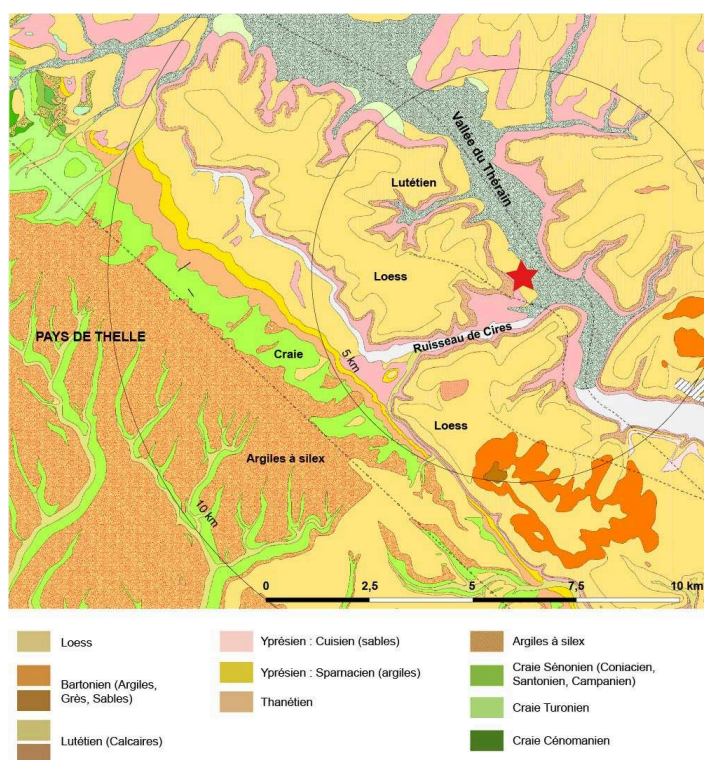 Vallée du Thérain
Lutétien
Loess
PAYS DE THELLE
Ruisseau de Cires
Craie
5 km
Loess
Argiles à silex
10 km
0
2,5
5
7,5
10 km
Loess
Bartonien (Argiles,
Grès, Sables)
Lutétien (Calcaires)
Yprésien : Cuisien (sables)
Yprésien : Sparnacien (argiles)
Thanétien
Argiles à silex
Craie Sénonien (Coniacien,
Santonien, Campanien)
Craie Turonien
Craie Cénomanien